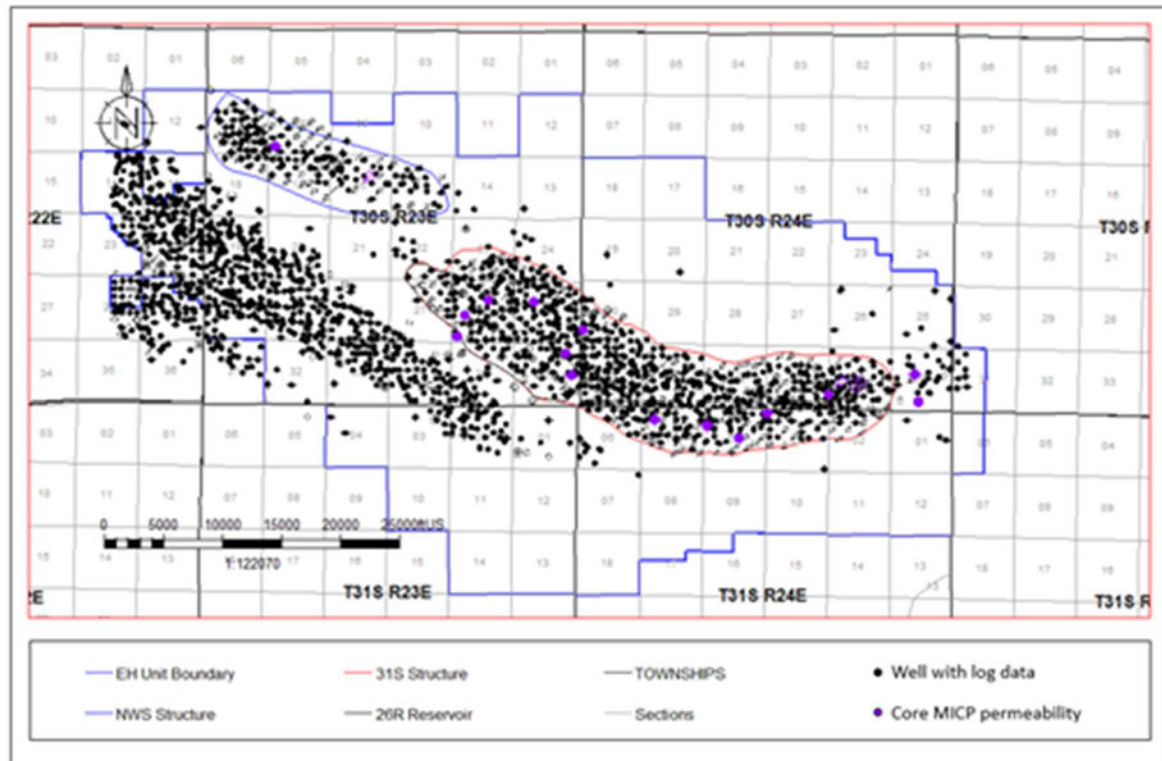 03 02 01 06 05 04 03 02 01 06 05 04 03 02 01 06 05 04
10 12 10 11 12 07 08 09 10 11 12 07 08 09
15 14 13 18 17 16 15 14 13 18 17 16
22E T30S R23E T30S R24E T30S R
22 24 19 20 21 22 23 24 19 20 21
27 29 28 27 30 29 28
34 35 36 32 33
03 02 01 06 05 04 03 01 06 05 04
10 11 12 07 08 09 10 11 12 07 08 09 10 11 12 07 08 09
0 5000 10000 15000 20000 25000ftUS
1:122070
15 14 13 18 17 16 15 14 13 18 17 16 15 14 13 18 17 16
T31S R23E T31S R24E T31S R
EH Unit Boundary 31S Structure TOWNSHIPS Well with log data
NWS Structure 26R Reservoir Sections Core MICP permeability